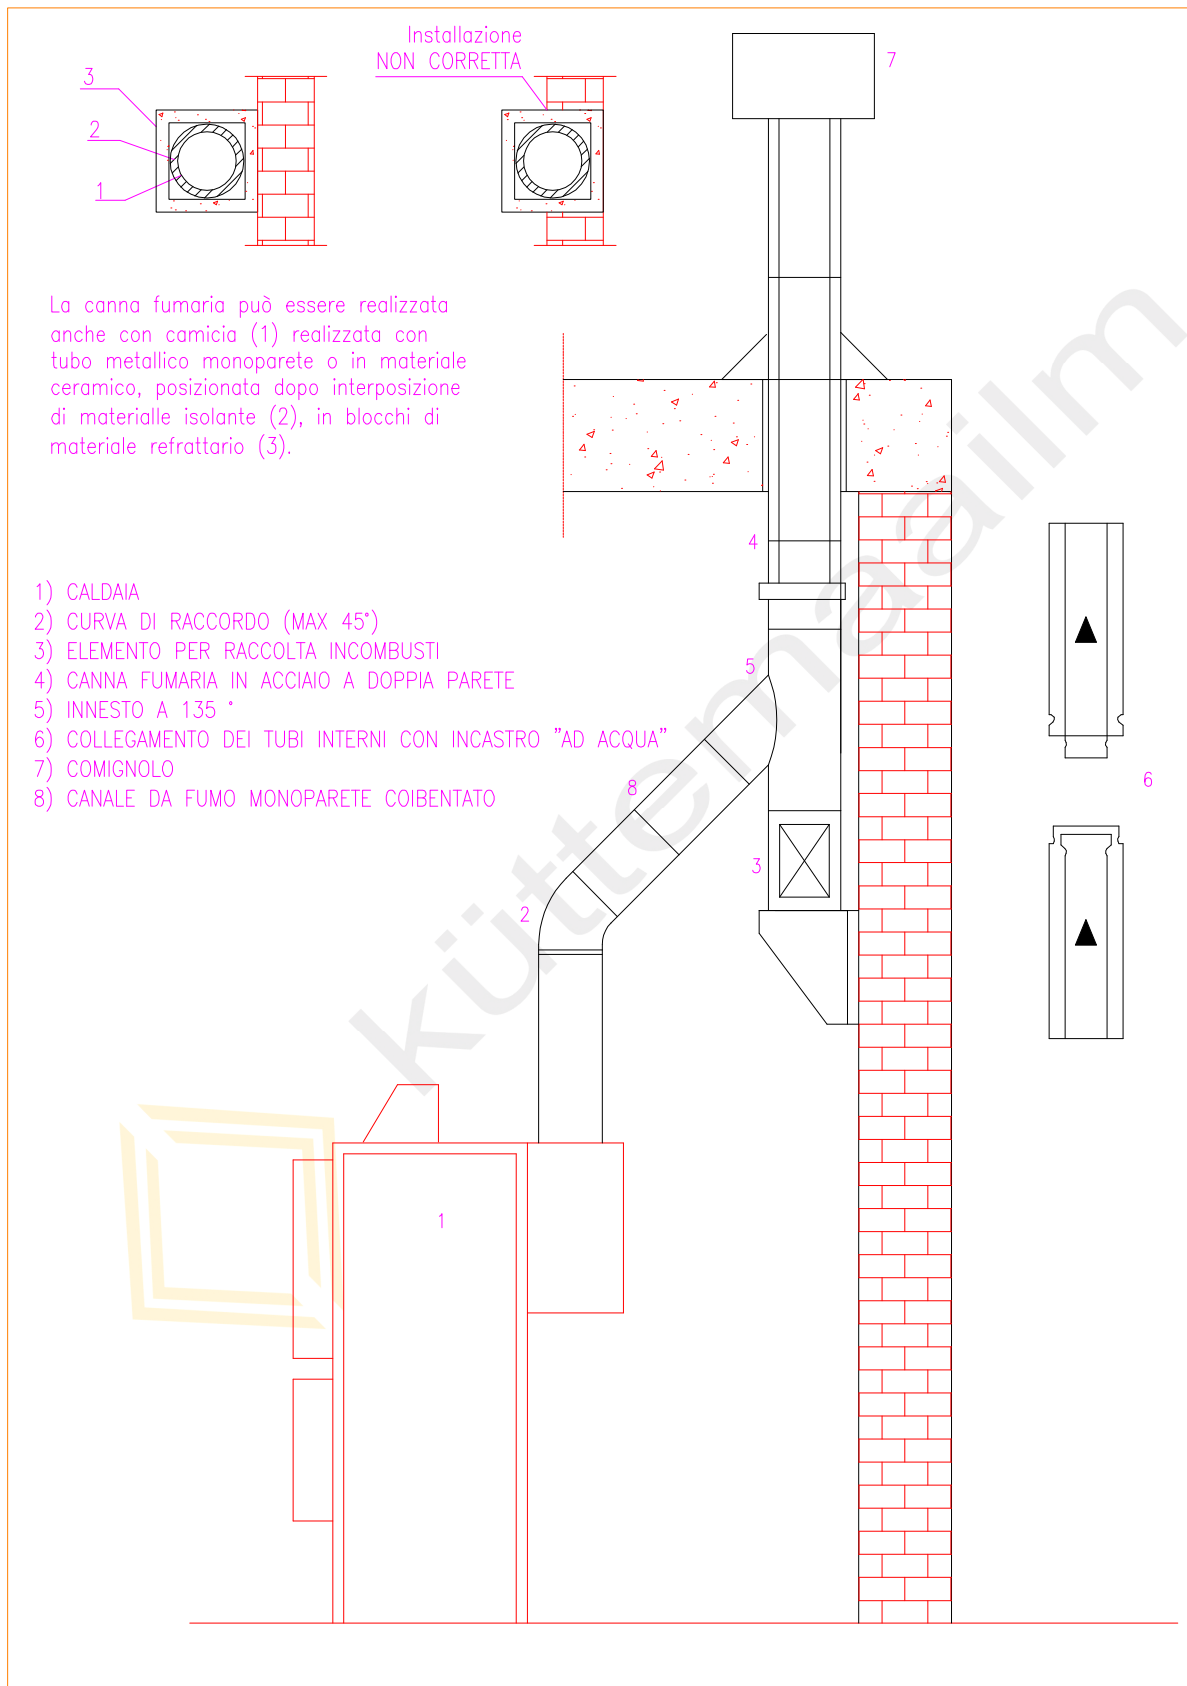 Installazione
NON CORRETTA
3
2
1
7
La canna fumaria può essere realizzata
anche con camicia (1) realizzata con
tubo metallico monoparete o in materiale
ceramico, posizionata dopo interposizione
di materialle isolante (2), in blocchi di
materiale refrattario (3).
4
1) CALDAIA
2) CURVA DI RACCORDO (MAX 45°)
3) ELEMENTO PER RACCOLTA INCOMBUSTI
4) CANNA FUMARIA IN ACCIAIO A DOPPIA PARETE
5) INNESTO A 135 °
6) COLLEGAMENTO DEI TUBI INTERNI CON INCASTRO "AD ACQUA"
7) COMIGNOLO
8) CANALE DA FUMO MONOPARETE COIBENTATO
5
8
6
3
2
1
küttemaailm